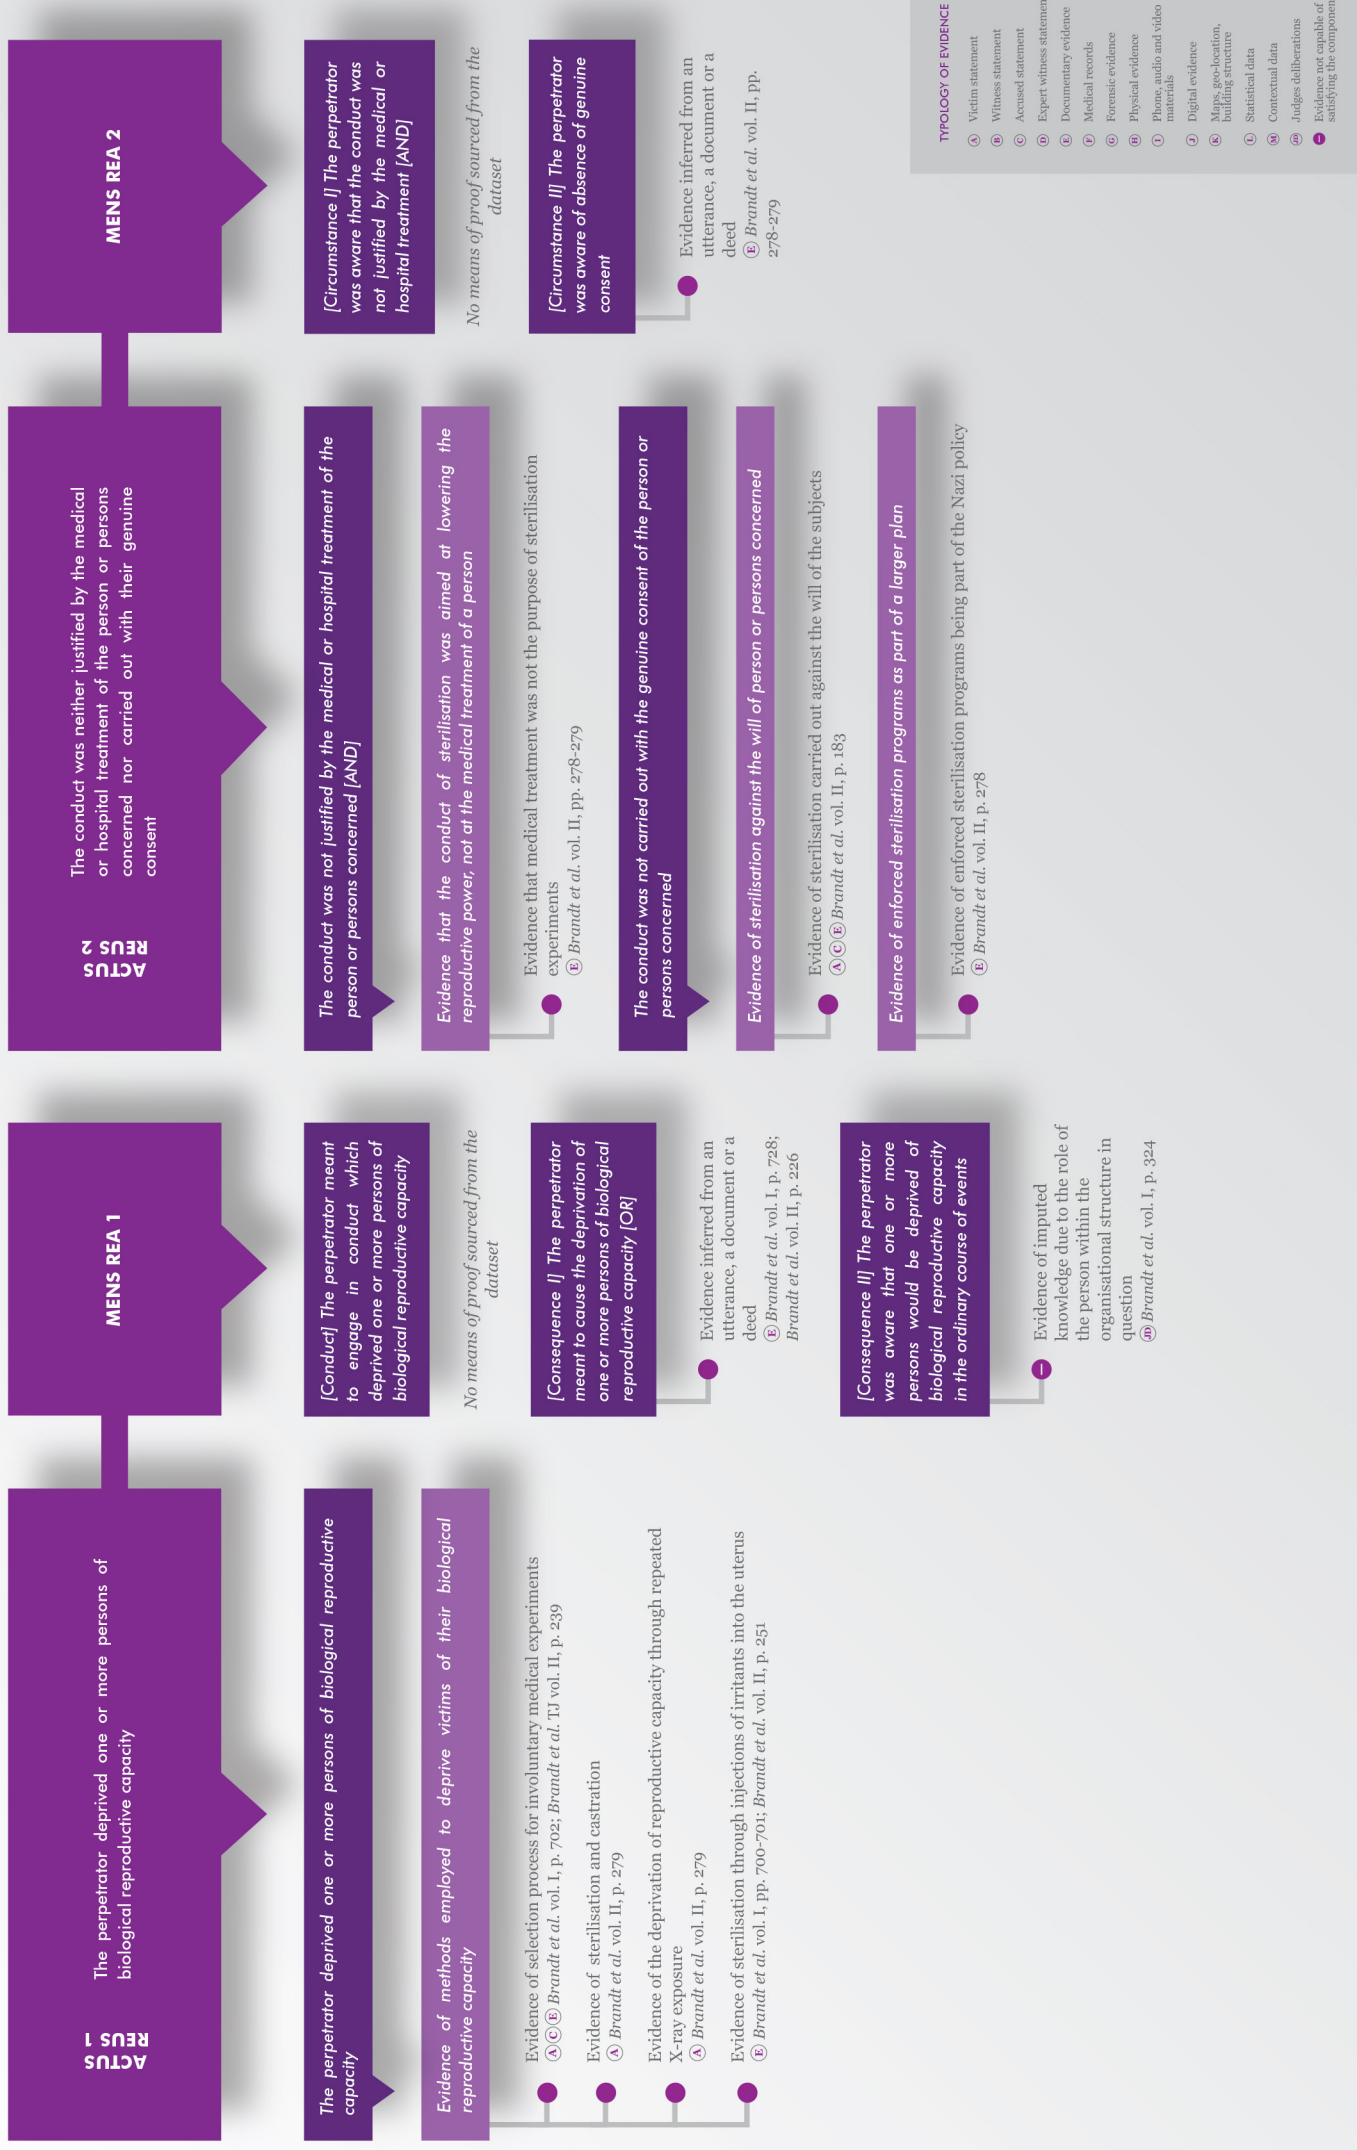 ACTUS
REUS 1
The perpetrator deprived one or more persons of
biological reproductive capacity
The perpetrator deprived one or more persons of biological reproductive
capacity
Evidence of methods employed to deprive victims of their biological
reproductive capacity
Evidence of selection process for involuntary medical experiments
A C E Brandt et al. vol. I, p. 702; Brandt et al. TJ vol. II, p. 239
Evidence of sterilisation and castration
A Brandt et al. vol. II, p. 279
Evidence of the deprivation of reproductive capacity through repeated
X-ray exposure
A Brandt et al. vol. II, p. 279
Evidence of sterilisation through injections of irritants into the uterus
E Brandt et al. vol. I, pp. 700-701; Brandt et al. vol. II, p. 251
MENS REA 1
[Conduct] The perpetrator meant
to engage in conduct which
deprived one or more persons of
biological reproductive capacity
No means of proof sourced from the
dataset
[Consequence I] The perpetrator
meant to cause the deprivation of
one or more persons of biological
reproductive capacity [OR]
Evidence inferred from an
utterance, a document or a
deed
E Brandt et al. vol. I, p. 728;
Brandt et al. vol. II, p. 226
[Consequence II] The perpetrator
was aware that one or more
persons would be deprived of
biological reproductive capacity
in the ordinary course of events
Evidence of imputed
knowledge due to the role of
the person within the
organisational structure in
question
JD Brandt et al. vol. I, p. 324
ACTUS
REUS 2
The conduct was neither justified by the medical
or hospital treatment of the person or persons
concerned nor carried out with their genuine
consent
The conduct was not justified by the medical or hospital treatment of the
person or persons concerned [AND]
Evidence that the conduct of sterilisation was aimed at lowering the
reproductive power, not at the medical treatment of a person
Evidence that medical treatment was not the purpose of sterilisation
experiments
E Brandt et al. vol. II, pp. 278-279
The conduct was not carried out with the genuine consent of the person or
persons concerned
Evidence of sterilisation against the will of person or persons concerned
Evidence of sterilisation carried out against the will of the subjects
A C E Brandt et al. vol. II, p. 183
Evidence of enforced sterilisation programs as part of a larger plan
Evidence of enforced sterilisation programs being part of the Nazi policy
E Brandt et al. vol. II, p. 278
MENS REA 2
[Circumstance I] The perpetrator
was aware that the conduct was
not justified by the medical or
hospital treatment [AND]
No means of proof sourced from the
dataset
[Circumstance II] The perpetrator
was aware of absence of genuine
consent
Evidence inferred from an
utterance, a document or a
deed
E Brandt et al. vol. II, pp.
278-279
TYPOLOGY OF EVIDENCE
A Victim statement
B Witness statement
C Accused statement
D Expert witness statemen
E Documentary evidence
F Medical records
G Forensic evidence
H Physical evidence
I Phone, audio and video
materials
J Digital evidence
K Maps, geo-location,
building structure
L Statistical data
M Contextual data
JD Judges deliberations
– Evidence not capable of
satisfying the componen